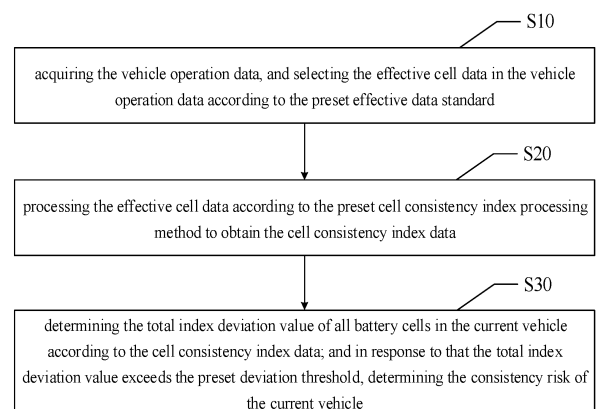 S10
acquiring the vehicle operation data, and selecting the effective cell data in the vehicle
operation data according to the preset effective data standard
S20
processing the effective cell data according to the preset cell consistency index processing
method to obtain the cell consistency index data
S30
determining the total index deviation value of all battery cells in the current vehicle
according to the cell consistency index data; and in response to that the total index
deviation value exceeds the preset deviation threshold, determining the consistency risk of
the current vehicle